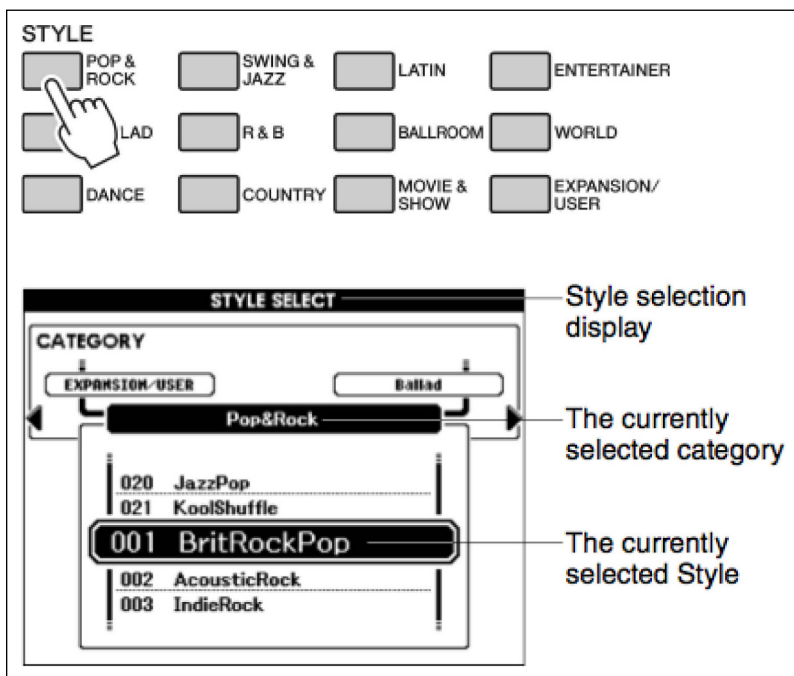 STYLE
POP &
ROCK
SWING &
JAZZ
LATIN
ENTERTAINER
LAD
R & B
BALLROOM
WORLD
DANCE
COUNTRY
MOVIE &
SHOW
EXPANSION/
USER
STYLE SELECT
Style selection
display
CATEGORY
EXPANSION/USER
Ballad
Pop&Rock
The currently
selected category
020 JazzPop
021 KoolShuffle
001 BritRockPop
The currently
selected Style
002 AcousticRock
003 IndieRock